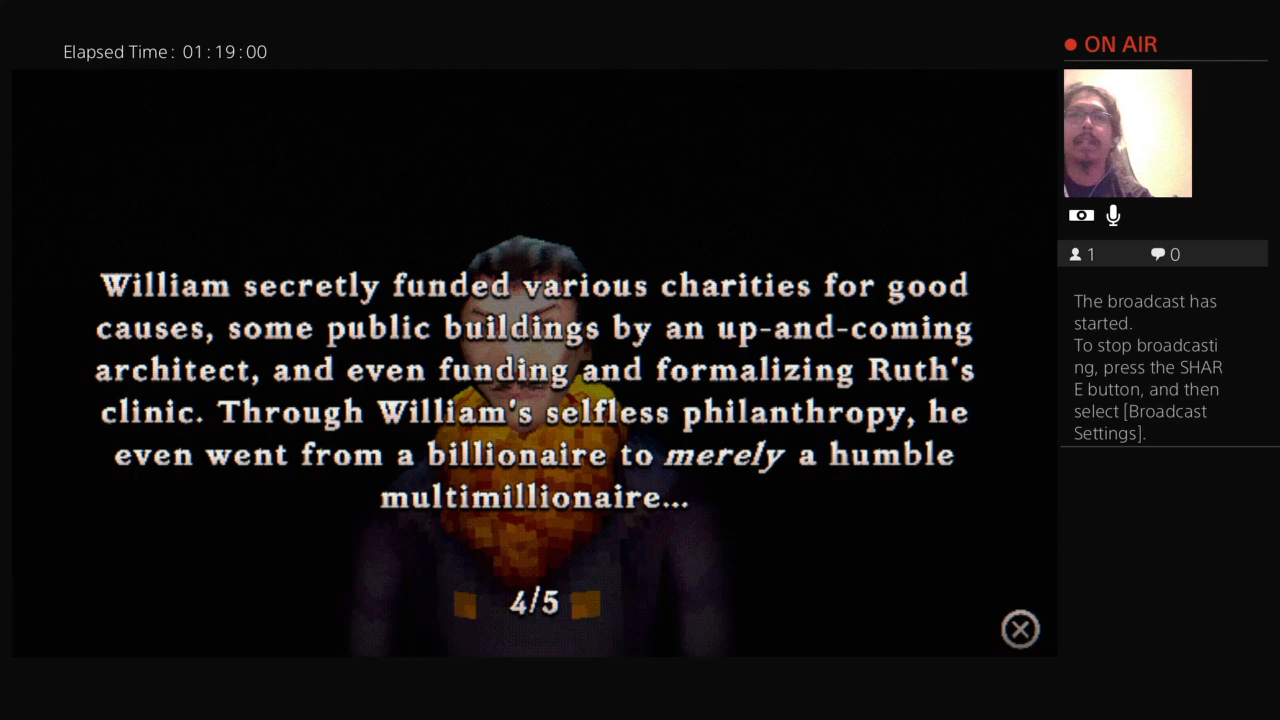 Elapsed Time: 01:19:00
ON AIR
William secretly funded various charities for good
causes, some public buildings by an up-and-coming
architect, and even funding and formalizing Ruth's
clinic. Through William's selfless philanthropy, he
even went from a billionaire to merely a humble
multimillionaire...
4/5
1
0
The broadcast has
started.
To stop broadcasti
ng, press the SHAR
E button, and then
select [Broadcast
Settings].